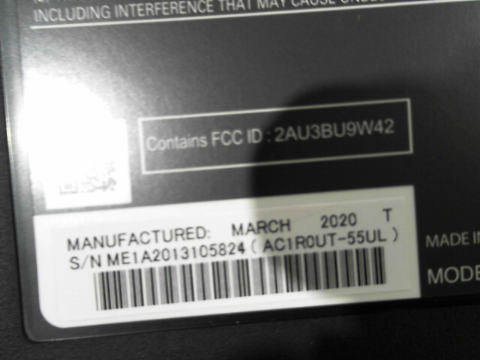 INCLUDING INTERFERENCE THAT MAY CAUSE
Contains FCC ID : 2AU3BU9W42
MANUFACTURED: MARCH 2020 T
S/N ME1A2013105824 ( AC1R0UT-55UL )
MADE IN
MODE